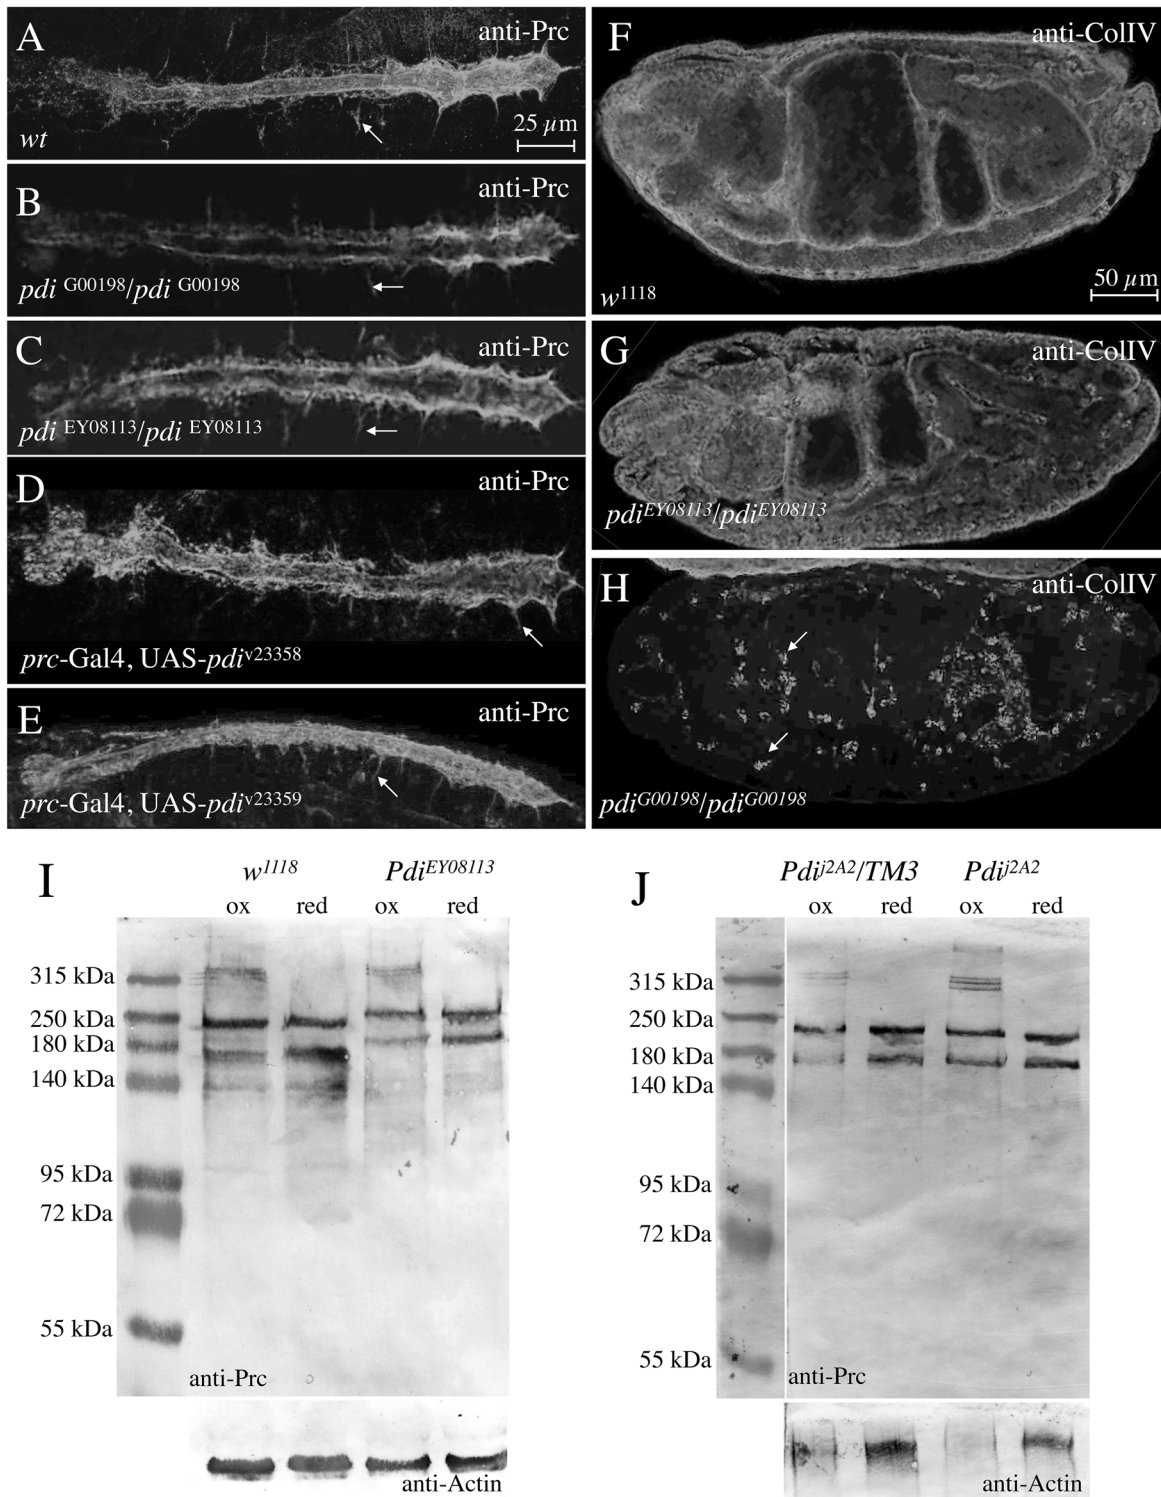 A
anti-Prc
wt
25 µm
B
anti-Prc
pdi G00198/pdi G00198
C
anti-Prc
pdi EY08113/pdi EY08113
D
anti-Prc
prc-Gal4, UAS-pdiv23358
E
anti-Prc
prc-Gal4, UAS-pdiv23359
F
anti-ColIV
w1118
50 µm
G
anti-ColIV
pdiEY08113/pdiEY08113
H
anti-ColIV
pdiG00198/pdiG00198
I
w1118 PdiEY08113
ox red ox red
315 kDa
250 kDa
180 kDa
140 kDa
95 kDa
72 kDa
55 kDa
anti-Prc
anti-Actin
J
Pdij2A2/TM3 Pdij2A2
ox red ox red
315 kDa
250 kDa
180 kDa
140 kDa
95 kDa
72 kDa
55 kDa
anti-Prc
anti-Actin